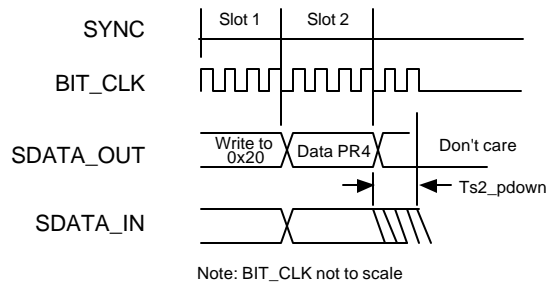 Slot 1 Slot 2
SYNC
BIT_CLK
Write to
0x20
Data PR4
Don't care
SDATA_OUT
Ts2_pdown
SDATA_IN
Note: BIT_CLK not to scale